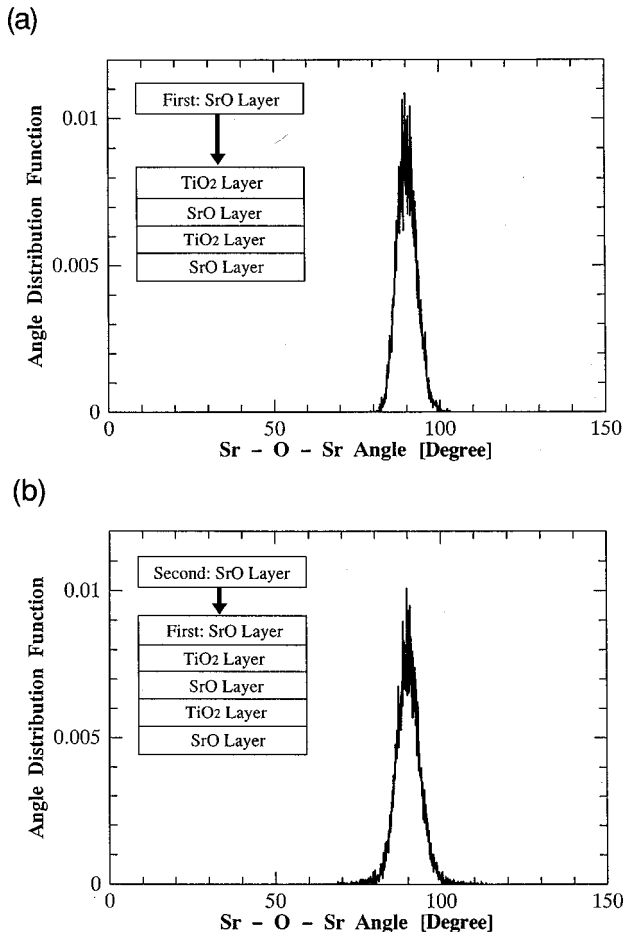 (a)
First: SrO Layer
TiO2 Layer
SrO Layer
TiO2 Layer
SrO Layer
Angle Distribution Function
0.01
0.005
0
0
50
100
150
Sr – O – Sr Angle [Degree]
(b)
Second: SrO Layer
First: SrO Layer
TiO2 Layer
SrO Layer
TiO2 Layer
SrO Layer
Angle Distribution Function
0.01
0.005
0
0
50
100
150
Sr – O – Sr Angle [Degree]